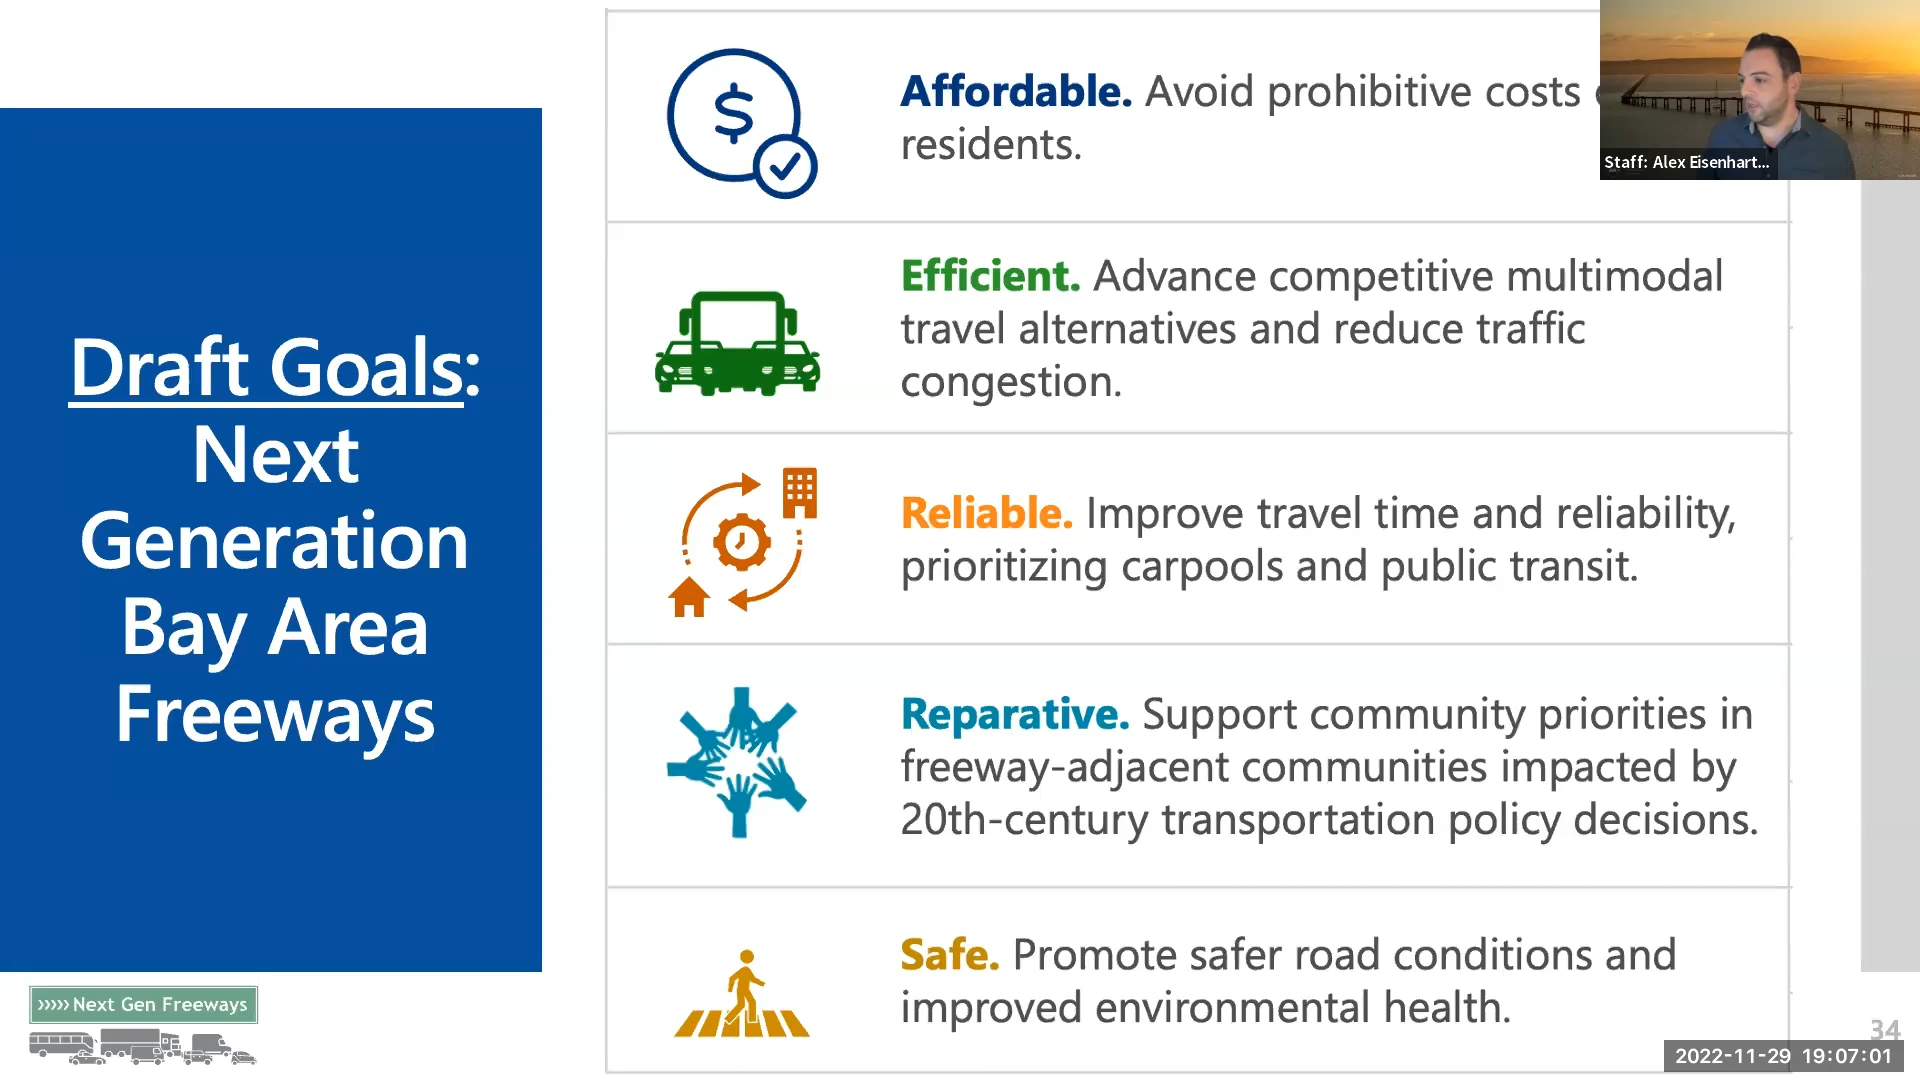 Draft Goals:
Next
Generation
Bay Area
Freeways
Affordable. Avoid prohibitive costs
residents.
Efficient. Advance competitive multimodal
travel alternatives and reduce traffic
congestion.
Reliable. Improve travel time and reliability,
prioritizing carpools and public transit.
Reparative. Support community priorities in
freeway-adjacent communities impacted by
20th-century transportation policy decisions.
Safe. Promote safer road conditions and
improved environmental health.
Staff: Alex Eisenhart...
››››› Next Gen Freeways
34
2022-11-29 19:07:01